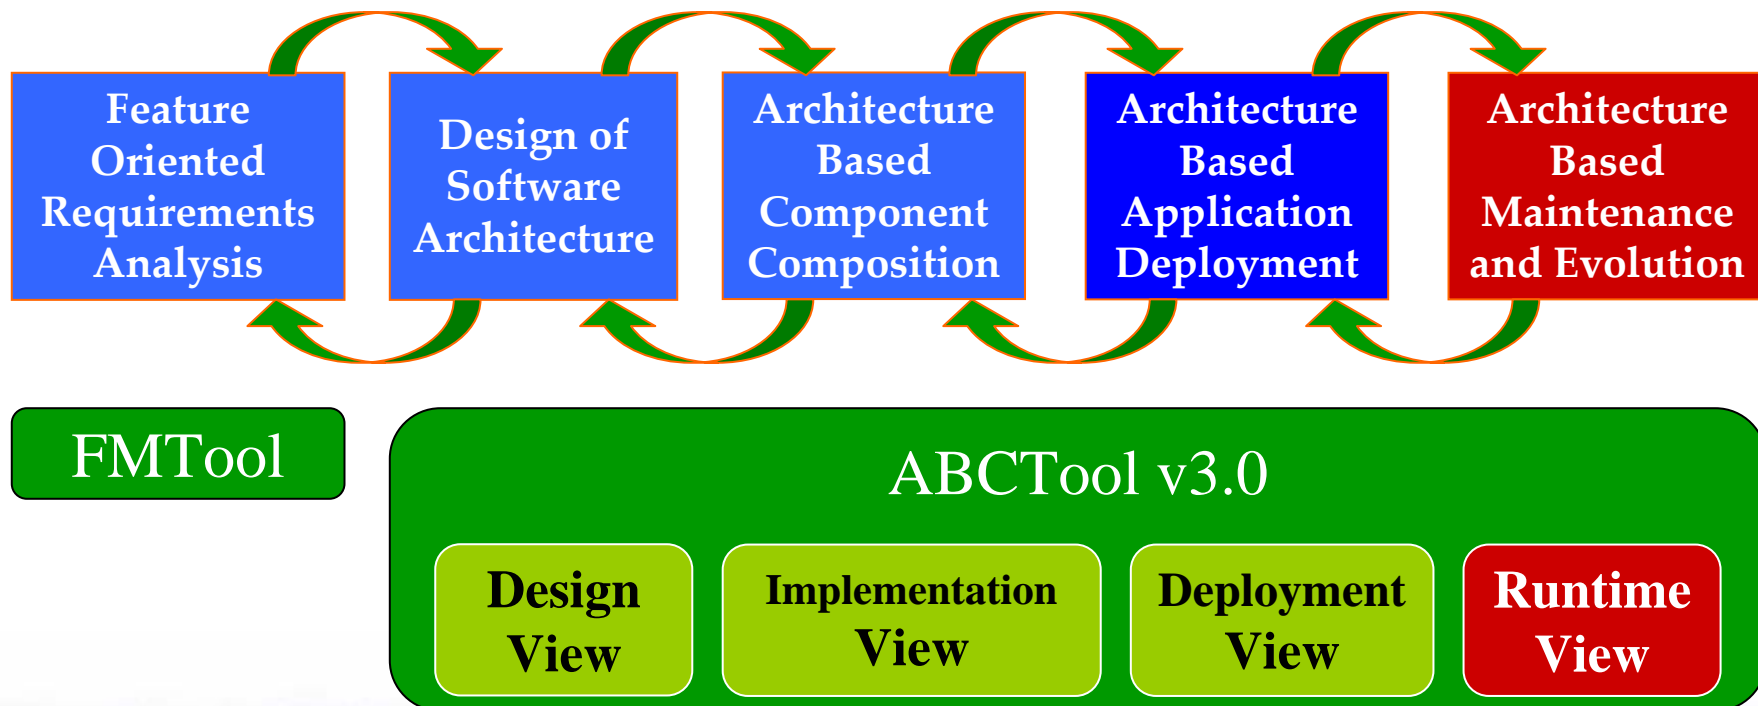 Feature
Oriented
Requirements
Analysis
Design of
Software
Architecture
Architecture
Based
Component
Composition
Architecture
Based
Application
Deployment
Architecture
Based
Maintenance
and Evolution
FMTool
ABCTool v3.0
Design
View
Implementation
View
Deployment
View
Runtime
View